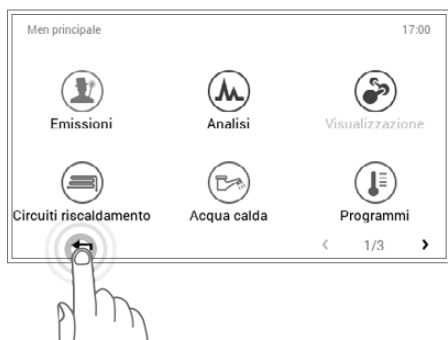 Men principale 17:00
Emissioni Analisi Visualizzazione
Circuiti riscaldamento Acqua calda Programmi
1/3